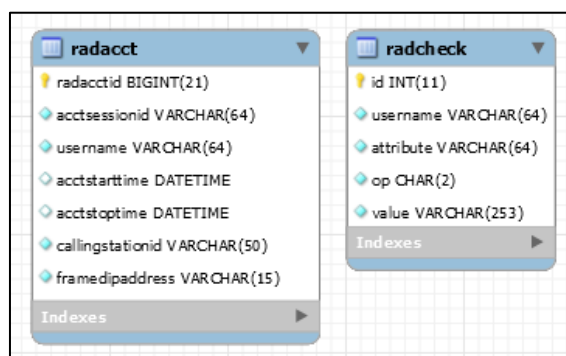 radacct
radacctid BIGINT(21)
acctsessionid VARCHAR(64)
username VARCHAR(64)
acctstarttime DATETIME
acctstoptime DATETIME
callingstationid VARCHAR(50)
framedipaddress VARCHAR(15)
Indexes
radcheck
id INT(11)
username VARCHAR(64)
attribute VARCHAR(64)
op CHAR(2)
value VARCHAR(253)
Indexes